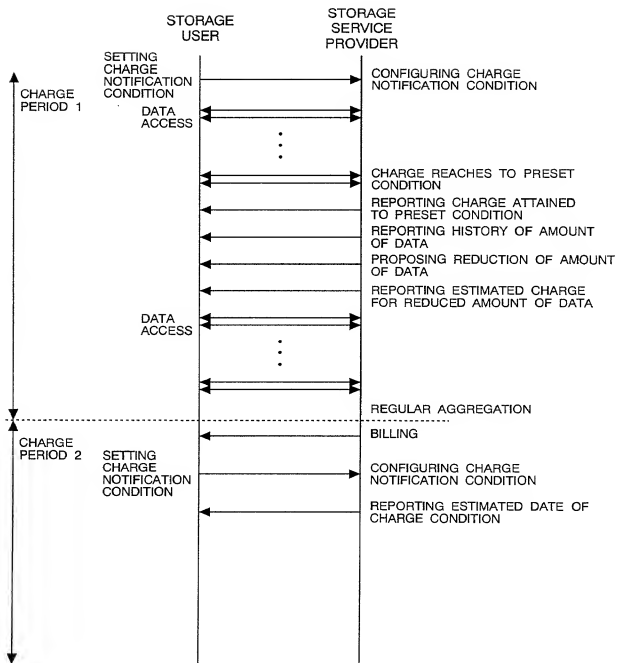 STORAGE
USER
STORAGE
SERVICE
PROVIDER
SETTING
CHARGE
NOTIFICATION
CONDITION
CONFIGURING CHARGE
NOTIFICATION CONDITION
CHARGE
PERIOD 1
DATA
ACCESS
CHARGE REACHES TO PRESET
CONDITION
REPORTING CHARGE ATTAINED
TO PRESET CONDITION
REPORTING HISTORY OF AMOUNT
OF DATA
PROPOSING REDUCTION OF AMOUNT
OF DATA
REPORTING ESTIMATED CHARGE
FOR REDUCED AMOUNT OF DATA
DATA
ACCESS
REGULAR AGGREGATION
BILLING
CHARGE
PERIOD 2
SETTING
CHARGE
NOTIFICATION
CONDITION
CONFIGURING CHARGE
NOTIFICATION CONDITION
REPORTING ESTIMATED DATE OF
CHARGE CONDITION